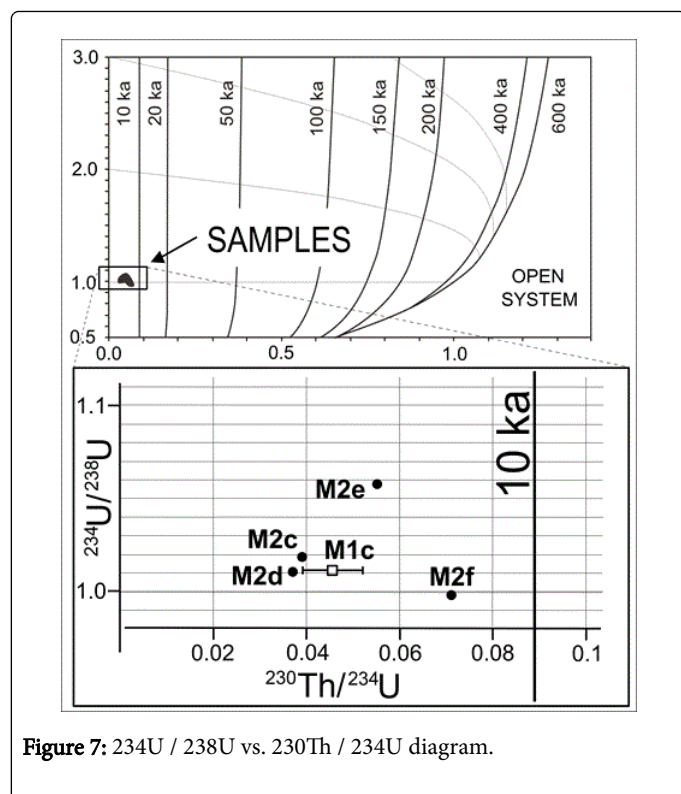 3.0
10 ka
20 ka
50 ka
100 ka
150 ka
200 ka
400 ka
600 ka
2.0
SAMPLES
1.0
OPEN
SYSTEM
0.5
0.0
0.5
1.0
1.1
10 ka
234U/238U
M2e
M2c
M1c
M2d
M2f
1.0
0.02
0.04
0.06
0.08
0.1
230Th/234U
Figure 7: 234U / 238U vs. 230Th / 234U diagram.